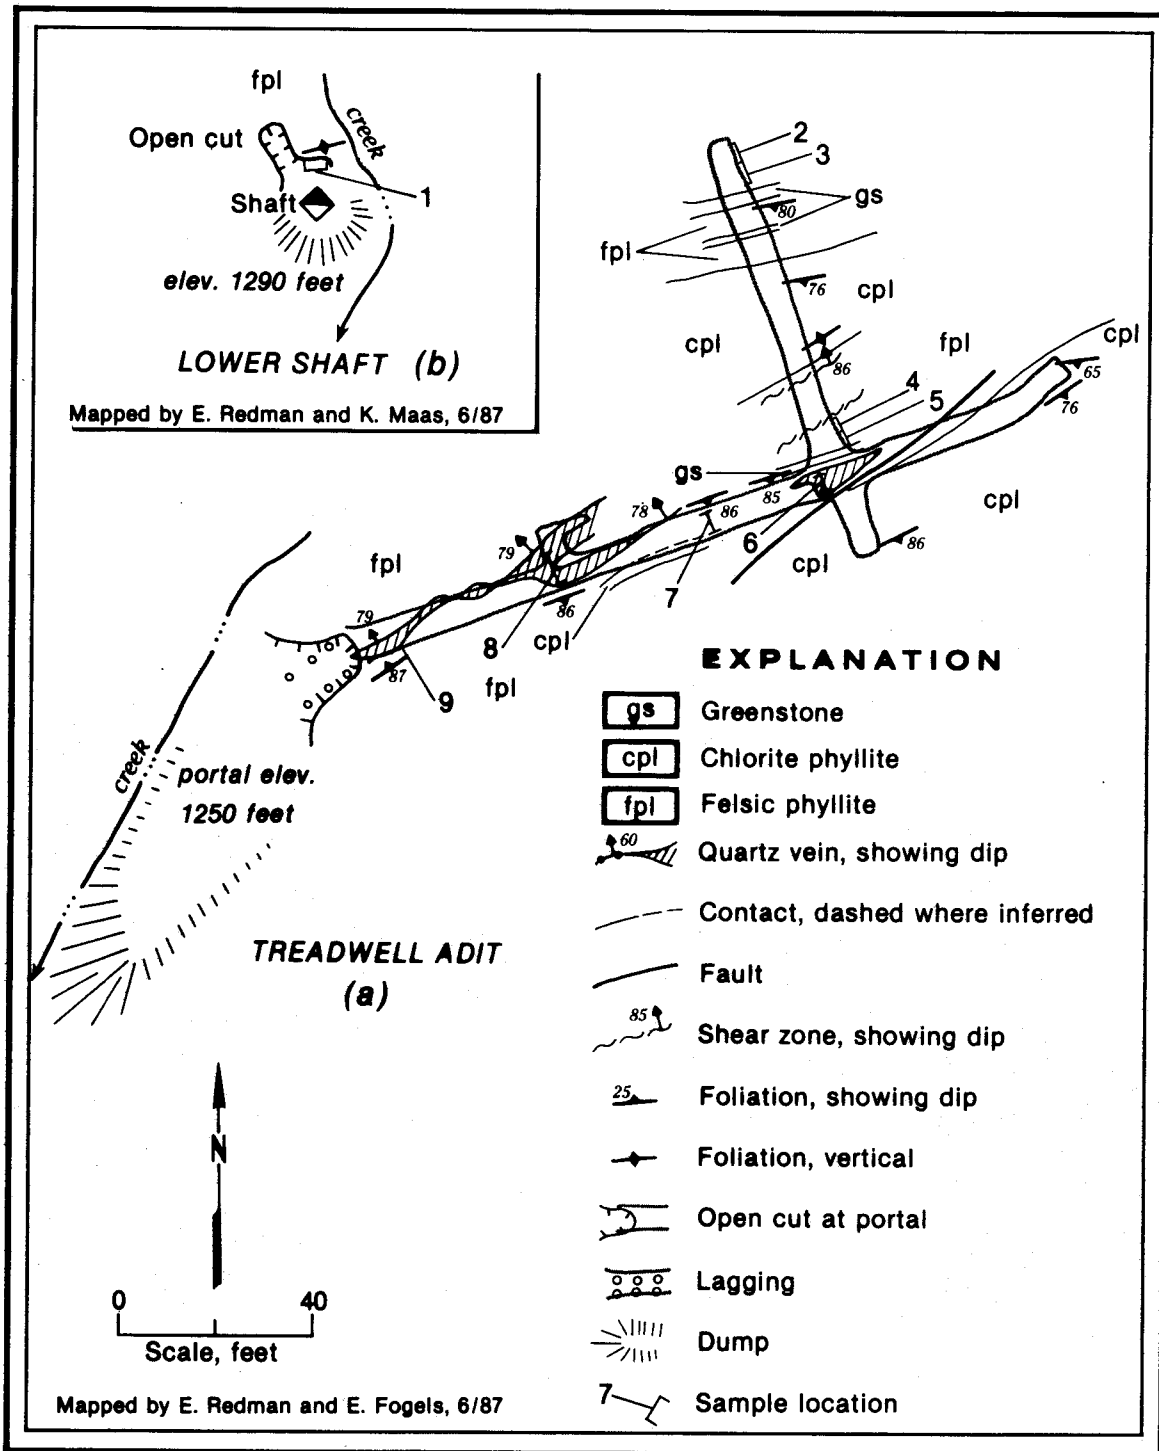 fpl
Open cut
creek
1
Shaft
elev. 1290 feet
LOWER SHAFT (b)
Mapped by E. Redman and K. Maas, 6/87
2
3
gs
80
fpl
76
cpl
cpl
fpl
cpl
86
4
65
5
76
gs
85
cpl
78
86
6
86
79
cpl
fpl
7
79
86
8
cpl
87
9
fpl
creek
portal elev.
1250 feet
TREADWELL ADIT
(a)
N
0 40
Scale, feet
Mapped by E. Redman and E. Fogels, 6/87
EXPLANATION
gs Greenstone
cpl Chlorite phyllite
fpl Felsic phyllite
60 Quartz vein, showing dip
Contact, dashed where inferred
Fault
85 Shear zone, showing dip
25 Foliation, showing dip
Foliation, vertical
Open cut at portal
Lagging
Dump
7 Sample location